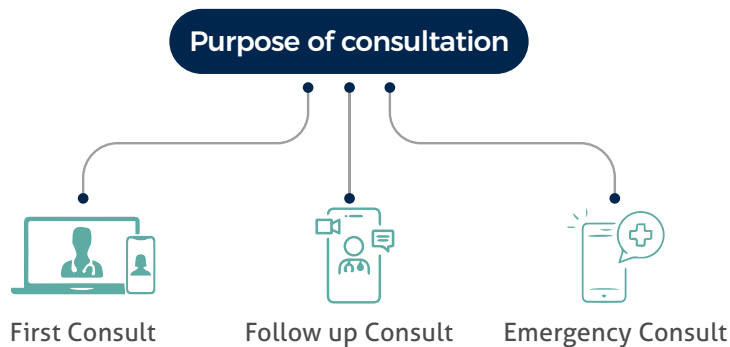 Purpose of consultation
First Consult
Follow up Consult
Emergency Consult